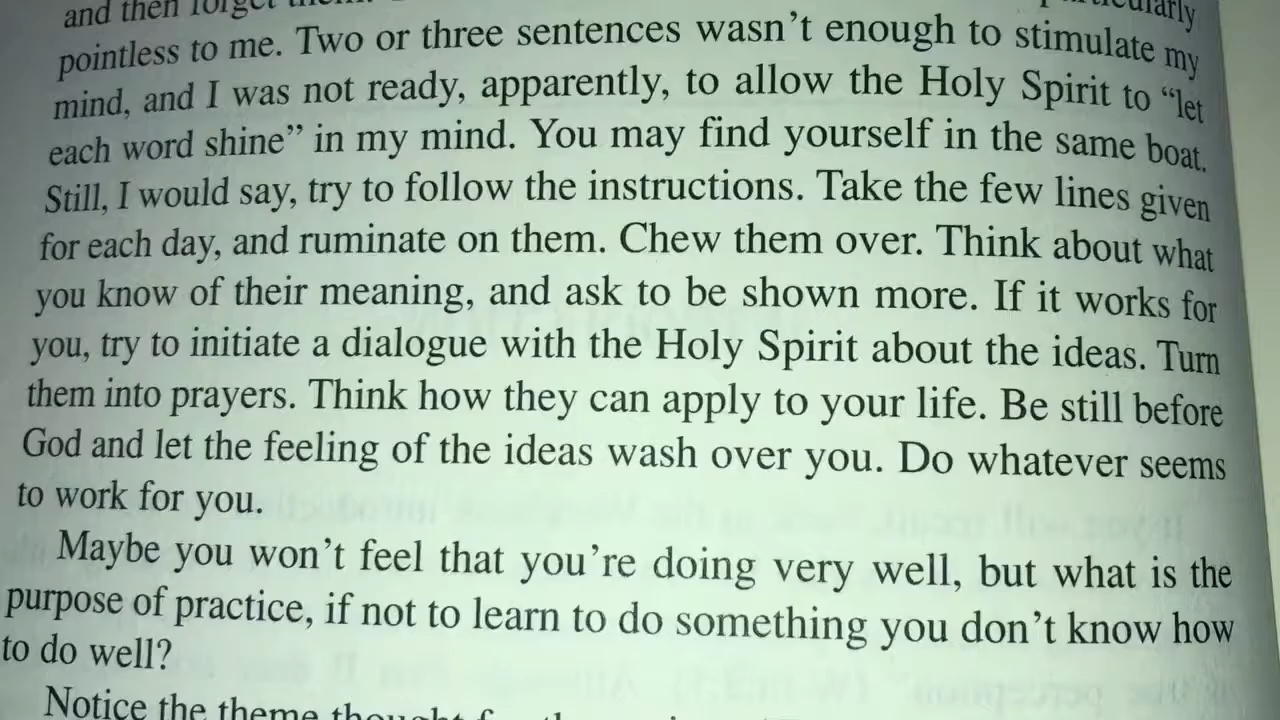 and then forget
pointless to me. Two or three sentences wasn’t enough to stimulate my
mind, and I was not ready, apparently, to allow the Holy Spirit to “let
each word shine” in my mind. You may find yourself in the same boat.
Still, I would say, try to follow the instructions. Take the few lines given
for each day, and ruminate on them. Chew them over. Think about what
you know of their meaning, and ask to be shown more. If it works for
you, try to initiate a dialogue with the Holy Spirit about the ideas. Turn
them into prayers. Think how they can apply to your life. Be still before
God and let the feeling of the ideas wash over you. Do whatever seems
to work for you.
Maybe you won’t feel that you’re doing very well, but what is the
purpose of practice, if not to learn to do something you don’t know how
to do well?
Notice the theme thought